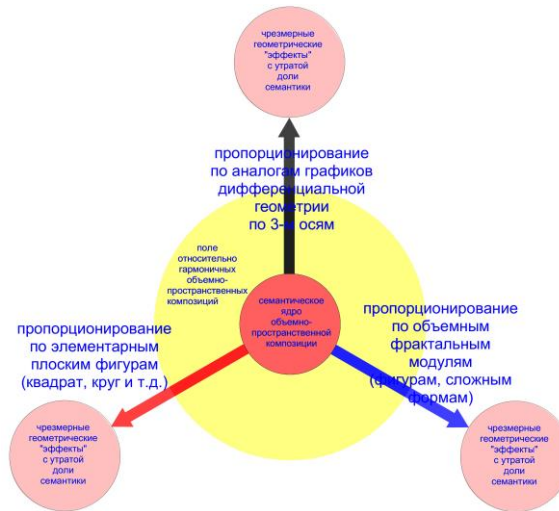 чрезмерные
геометрические
"эффекты"
с утратой
доли
семантики
пропорционирование
по аналогам графиков
дифференциальной
геометрии
по 3-м осям
поле
относительно
гармоничных
объемно-
пространственных
композиций
семантическое
ядро
объемно-
пространственной
композиции
пропорционирование
по элементарным
плоским фигурам
(квадрат, круг и т.д.)
пропорционирование
по объемным
фрактальным
модулям
(фигурам, сложным
формам)
чрезмерные
геометрические
"эффекты"
с утратой
доли
семантики
чрезмерные
геометрические
"эффекты"
с утратой
доли
семантики